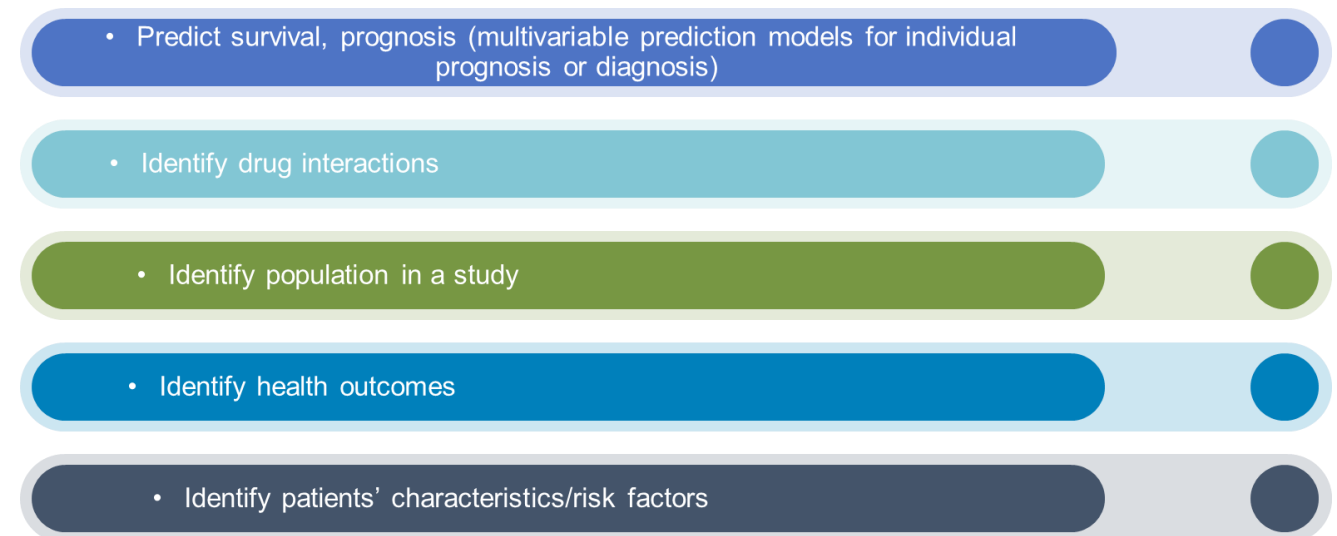 • Predict survival, prognosis (multivariable prediction models for individual
prognosis or diagnosis)
• Identify drug interactions
• Identify population in a study
• Identify health outcomes
• Identify patients’ characteristics/risk factors